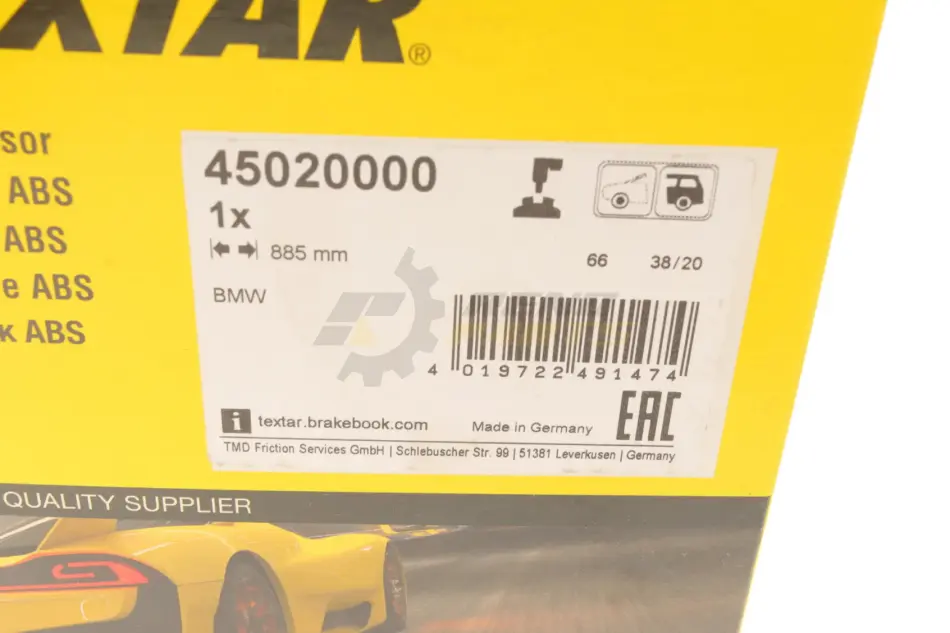 TEXTAR®
sor
ABS
ABS
e ABS
к ABS
45020000
1x
885 mm
BMW
66 38/20
4 019722 491474
i textar.brakebook.com
Made in Germany
EAC
TMD Friction Services GmbH | Schlebuscher Str. 99 | 51381 Leverkusen | Germany
QUALITY SUPPLIER